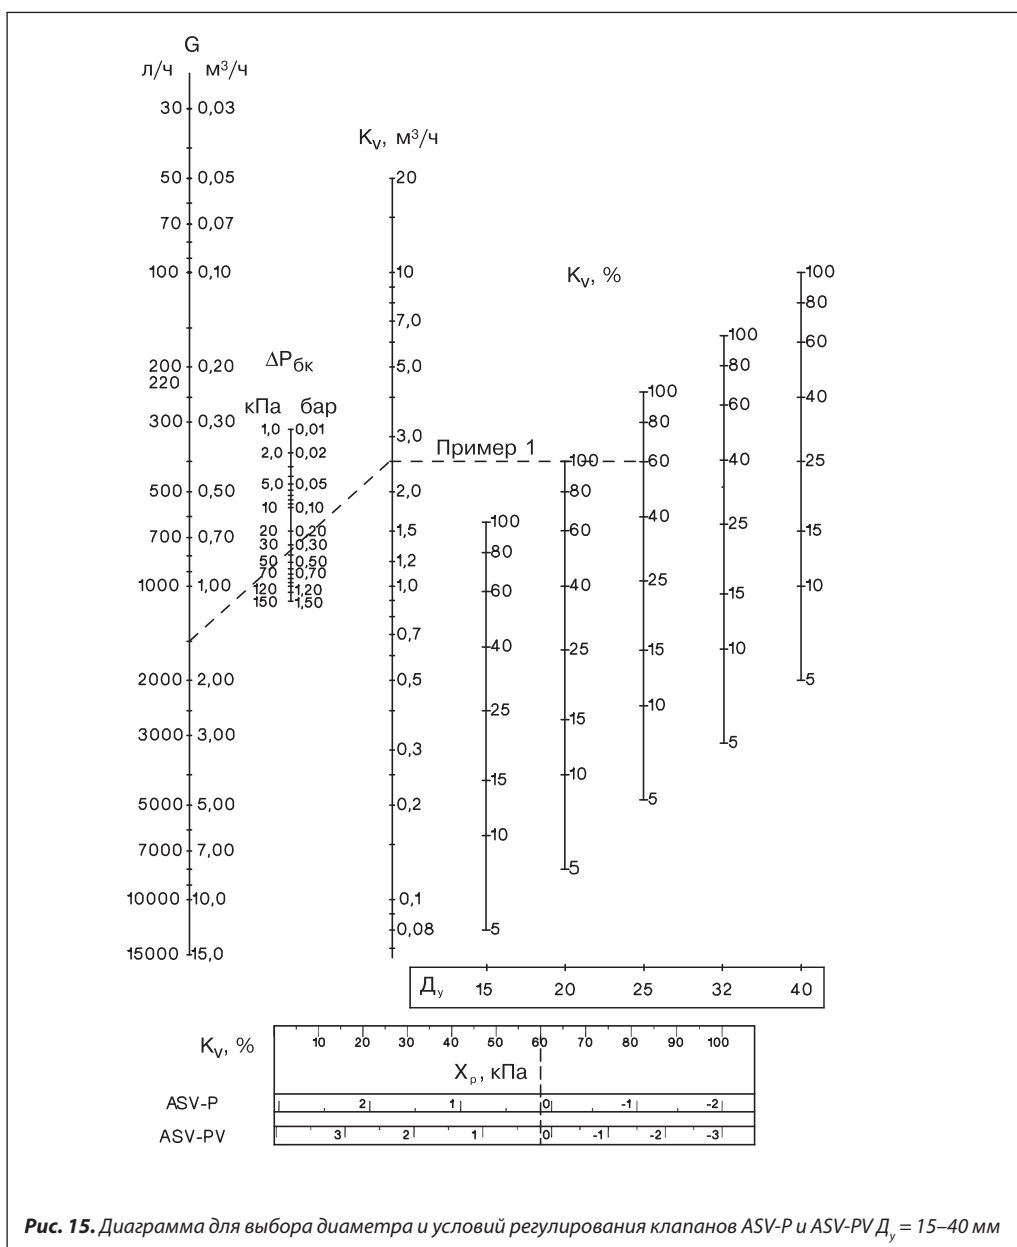 G
л/ч м³/ч
30 0,03
Kᵥ, м³/ч
50 0,05 20
70 0,07
100 0,10 10 Kᵥ, % 100
80
7,0
100
60
200 0,20 ΔPбк 5,0 80
220
100
кПа бар 40
60
300 0,30 80
1,0 0,01
3,0 Пример 1
2,0 0,02
100 60 40 25
5,0 0,05
500 0,50 2,0 80
10 0,10
100 40 25
20 0,20 1,5 60 15
700 0,70
30 0,30
80
50 0,50 1,2
70 0,70 25
1000 1,00 1,0 40 10
120 1,20 60 15
150 1,50
0,7
40 25 15 10
2000 2,00 0,5 5
25 10
15
3000 3,00 5
0,3
15 10
5000 5,00 0,2 5
10
7000 7,00
5
10000 10,0 0,1
0,08 5
15000 15,0
Дᵧ 15 20 25 32 40
Kᵥ, % 10 20 30 40 50 60 70 80 90 100
Xₚ, кПа
ASV-P 2 1 0 -1 -2
ASV-PV 3 2 1 0 -1 -2 -3
Рис. 15. Диаграмма для выбора диаметра и условий регулирования клапанов ASV-P и ASV-PV Дᵧ = 15–40 мм